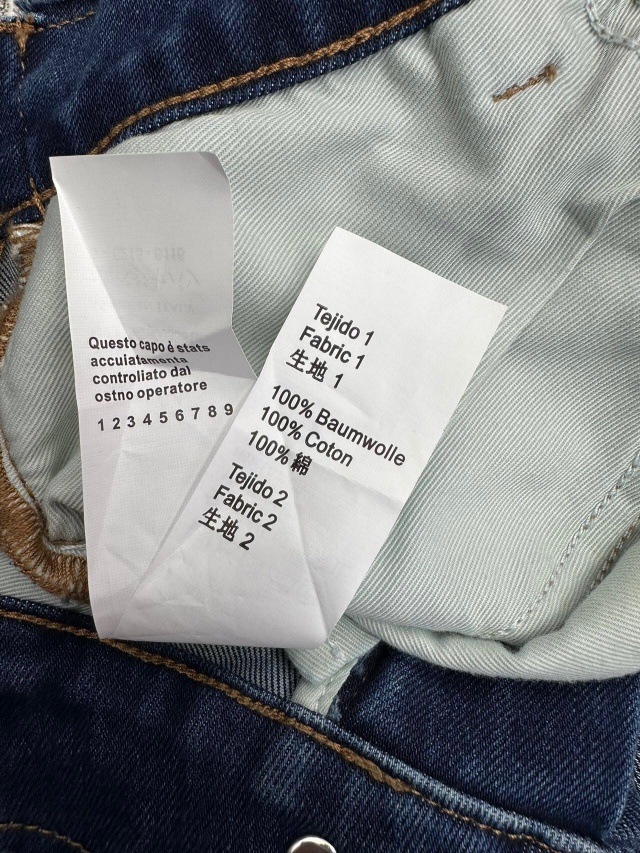 Questo capo è stats
accuiatamenta
controllato dal
ostno operatore
1 2 3 4 5 6 7 8 9
Tejido 1
Fabric 1
生地 1
100% Baumwolle
100% Coton
100% 綿
Tejido 2
Fabric 2
生地 2